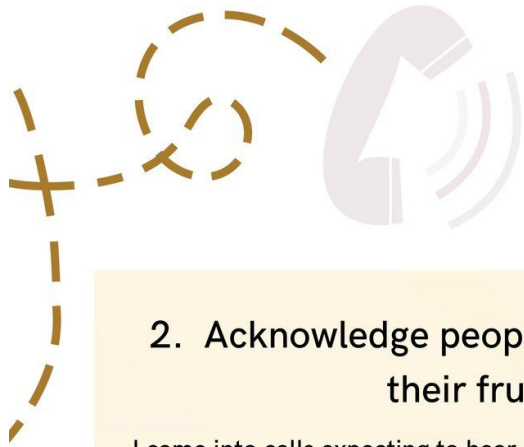 2. Acknowledge peop
their fru
I come into calls expecting to hear